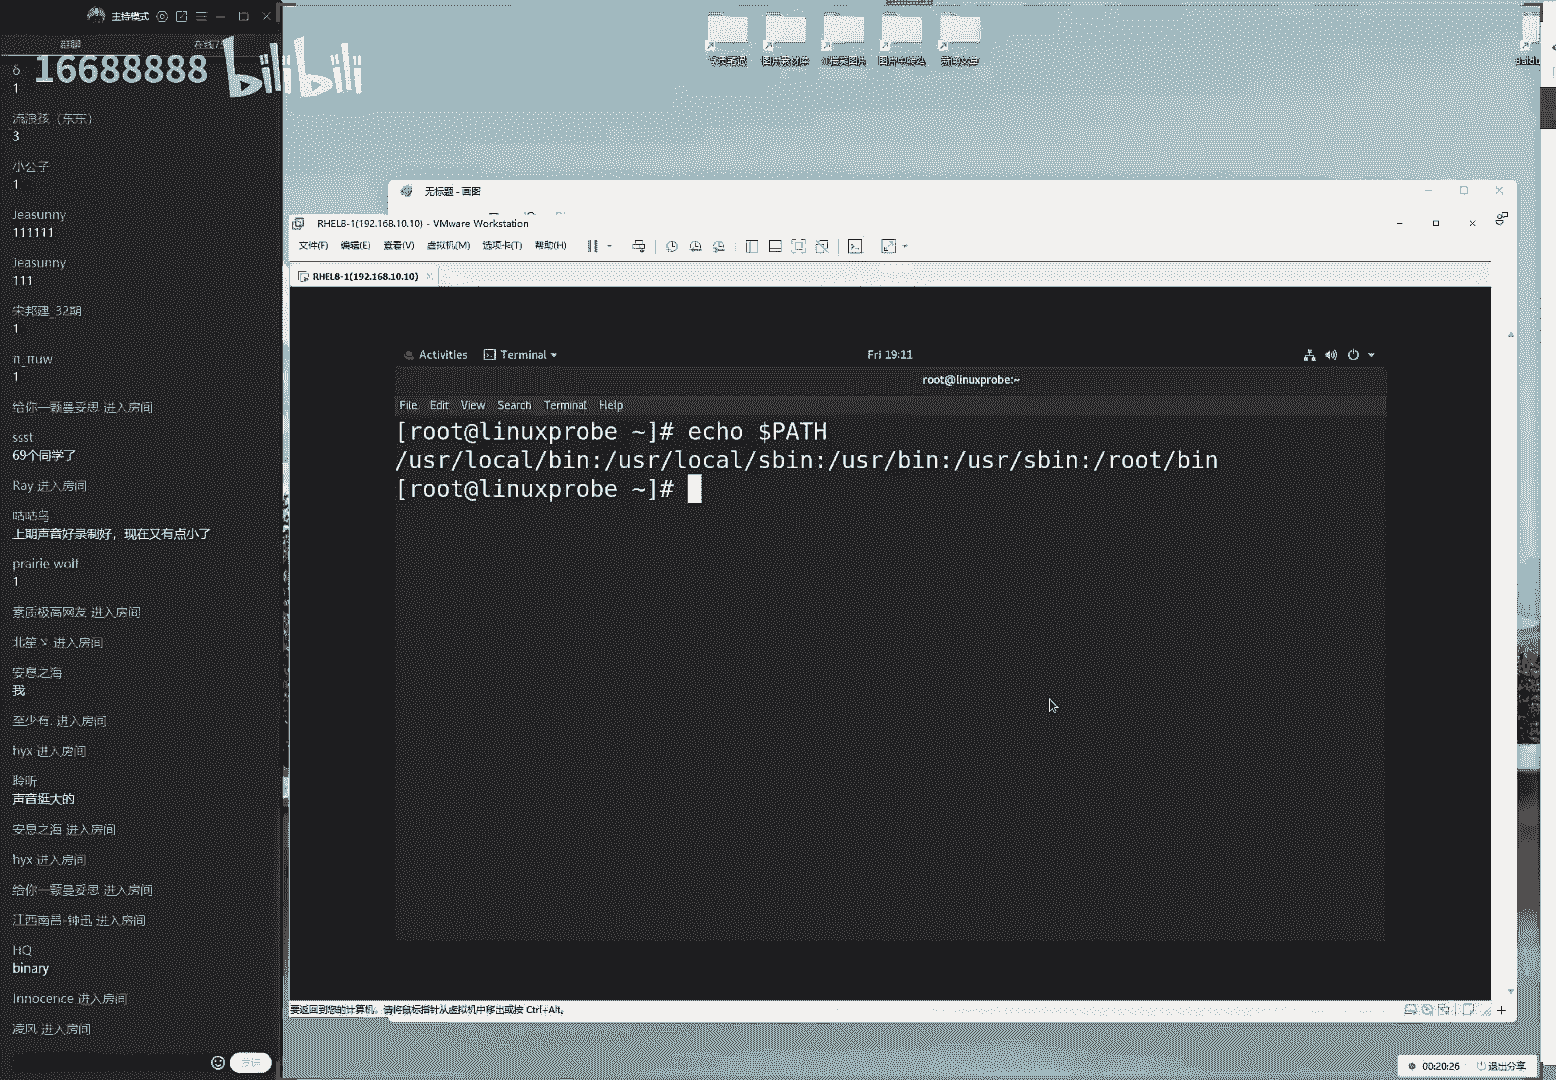 主持模式
群聊
16688888
bilibili
1
流浪孩（东东）
3
小公子
1
Jeasunny
111111
Jeasunny
111
宋邦建_32期
1
1
给你一颗曼妥思 进入房间
ssst
69个同学了
Ray 进入房间
咕咕鸟
上期声音好录制好，现在又有点小了
prairie wolf
1
素质极高网友 进入房间
北笙丶 进入房间
安息之海
我
至少有. 进入房间
hyx 进入房间
聆听
声音挺大的
安息之海 进入房间
hyx 进入房间
给你一颗曼妥思 进入房间
江西南昌-钟迅 进入房间
HQ
binary
Innocence 进入房间
凌风 进入房间
发送
无标题 - 画图
RHEL8-1(192.168.10.10) - VMware Workstation
文件(F) 编辑(E) 查看(V) 虚拟机(M) 选项卡(T) 帮助(H)
RHEL8-1(192.168.10.10)
Activities Terminal Fri 19:11
root@linuxprobe:~
File Edit View Search Terminal Help
[root@linuxprobe ~]# echo $PATH
/usr/local/bin:/usr/local/sbin:/usr/bin:/usr/sbin:/root/bin
[root@linuxprobe ~]#
要返回到您的计算机，请将鼠标指针从虚拟机中移出或按 Ctrl+Alt。
00:20:26 退出分享